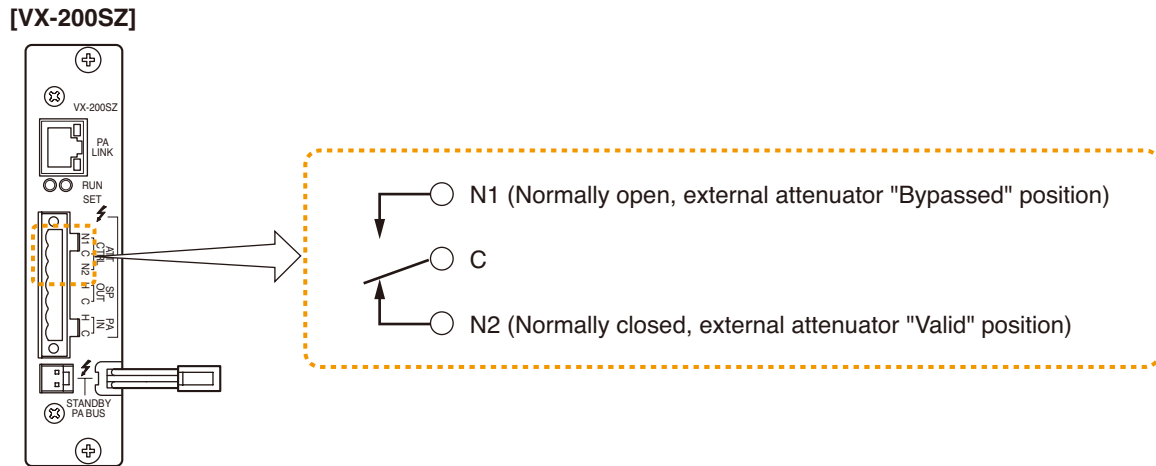 [VX-200SZ]
VX-200SZ
PA
LINK
RUN
SET
N1 C N2
ATT
CTRL
H C
SP
OUT
H C
PA
IN
STANDBY
PA BUS
N1 (Normally open, external attenuator "Bypassed" position)
C
N2 (Normally closed, external attenuator "Valid" position)